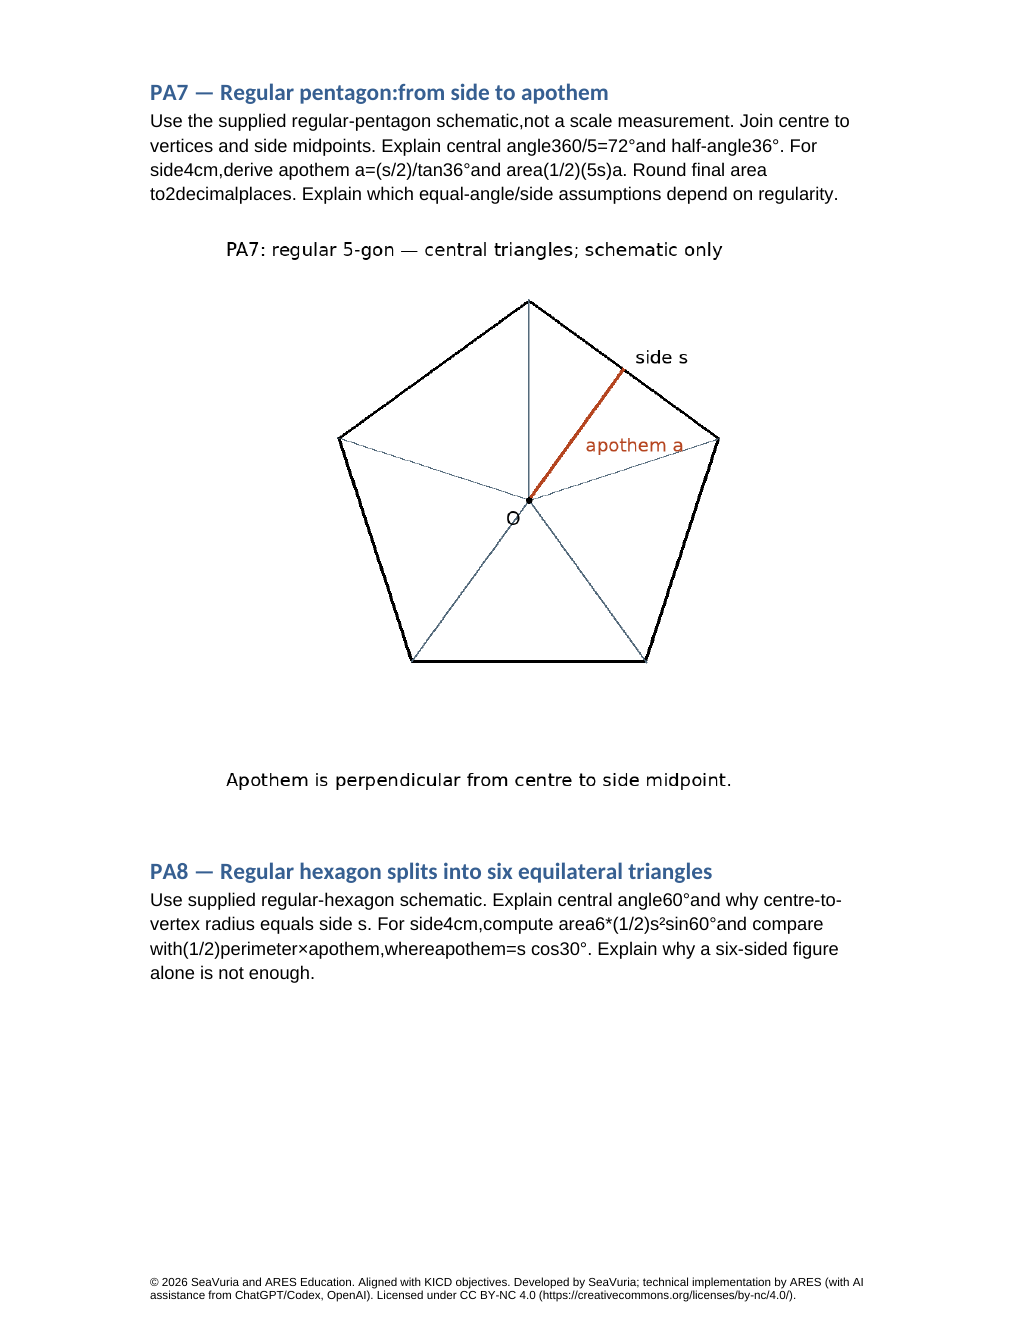 PA7 — Regular pentagon:from side to apothem
Use the supplied regular-pentagon schematic,not a scale measurement. Join centre to
vertices and side midpoints. Explain central angle360/5=72°and half-angle36°. For
side4cm,derive apothem a=(s/2)/tan36°and area(1/2)(5s)a. Round final area
to2decimalplaces. Explain which equal-angle/side assumptions depend on regularity.
PA7: regular 5-gon — central triangles; schematic only
side s
apothem a
O
Apothem is perpendicular from centre to side midpoint.
PA8 — Regular hexagon splits into six equilateral triangles
Use supplied regular-hexagon schematic. Explain central angle60°and why centre-to-
vertex radius equals side s. For side4cm,compute area6*(1/2)s²sin60°and compare
with(1/2)perimeter×apothem,whereapothem=s cos30°. Explain why a six-sided figure
alone is not enough.
© 2026 SeaVuria and ARES Education. Aligned with KICD objectives. Developed by SeaVuria; technical implementation by ARES (with AI
assistance from ChatGPT/Codex, OpenAI). Licensed under CC BY-NC 4.0 (https://creativecommons.org/licenses/by-nc/4.0/).